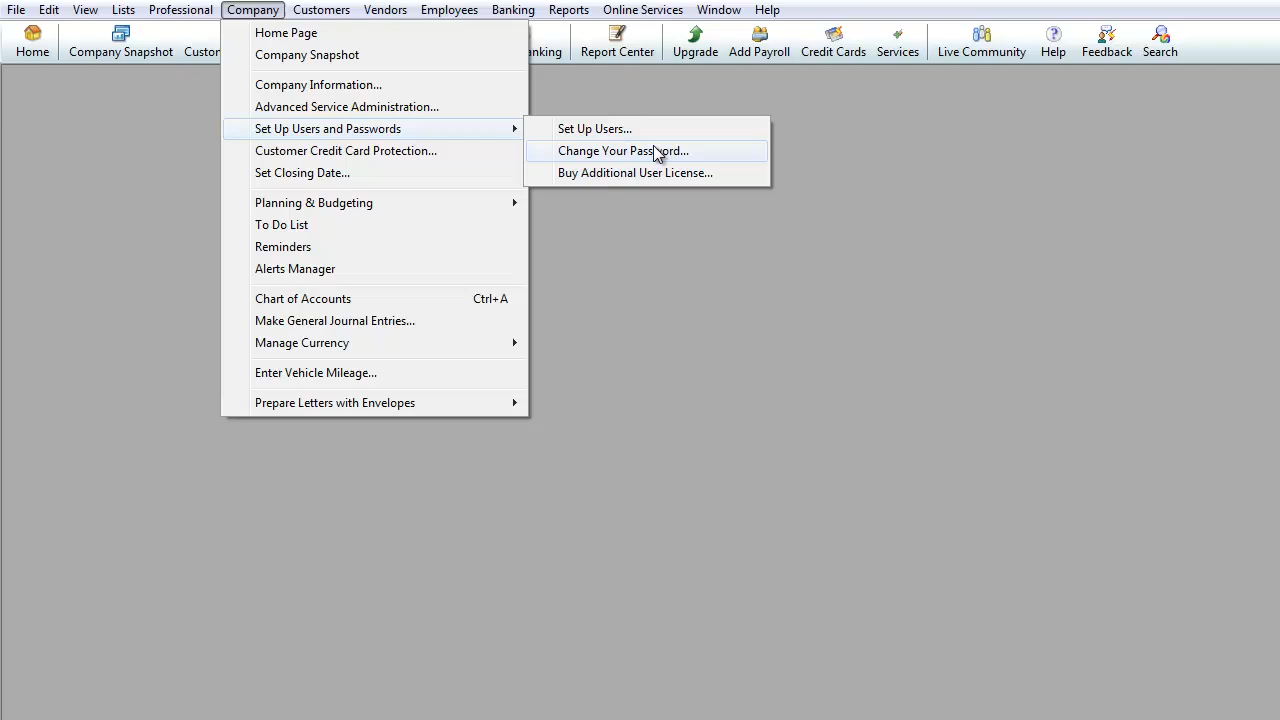 File Edit View Lists Professional Company Customers Vendors Employees Banking Reports Online Services Window Help
Home Company Snapshot Report Center Upgrade Add Payroll Credit Cards Services Live Community Help Feedback Search
Home Page
Company Snapshot
Company Information...
Advanced Service Administration...
Set Up Users and Passwords
Customer Credit Card Protection...
Set Closing Date...
Planning & Budgeting
To Do List
Reminders
Alerts Manager
Chart of Accounts Ctrl+A
Make General Journal Entries...
Manage Currency
Enter Vehicle Mileage...
Prepare Letters with Envelopes
Set Up Users...
Change Your Password...
Buy Additional User License...